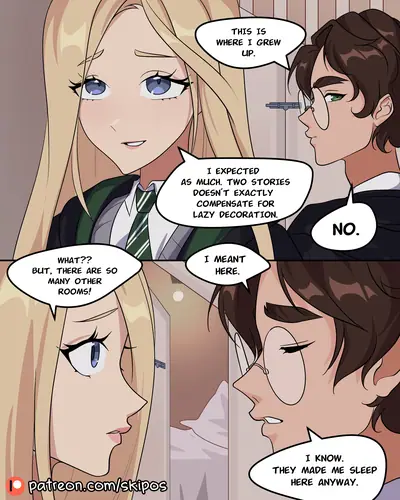 THIS IS
WHERE I GREW
UP.
I EXPECTED
AS MUCH. TWO STORIES
DOESN'T EXACTLY
COMPENSATE FOR
LAZY DECORATION.
NO.
WHAT??
BUT, THERE ARE SO
MANY OTHER
ROOMS!
I MEANT
HERE.
I KNOW.
THEY MADE ME SLEEP
HERE ANYWAY.
patreon.com/skipos